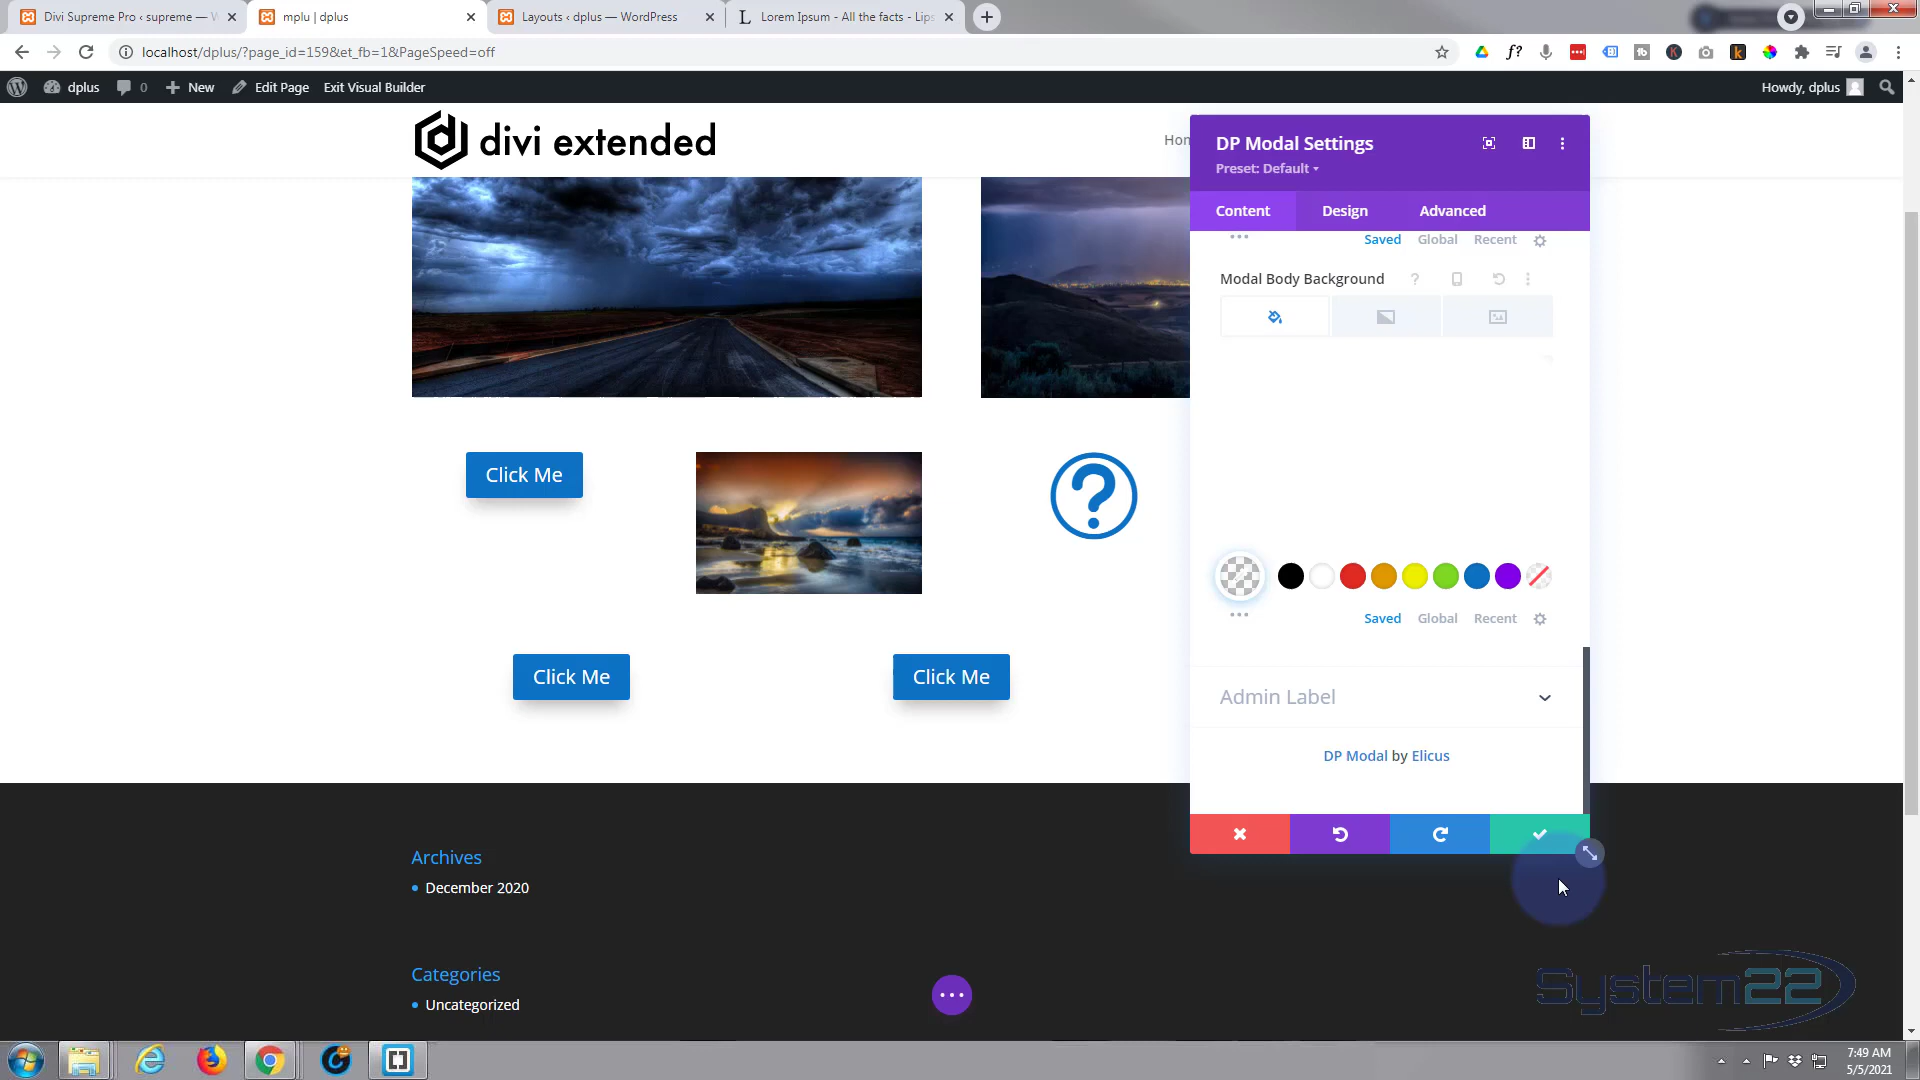 Divi Supreme Pro ‹ supreme — W
mplu | dplus
Layouts ‹ dplus — WordPress
Lorem Ipsum - All the facts - Lips
localhost/dplus/?page_id=159&et_fb=1&PageSpeed=off
dplus
0
New
Edit Page
Exit Visual Builder
Howdy, dplus
divi extended
Hon
DP Modal Settings
Preset: Default
Content
Design
Advanced
Saved
Global
Recent
Modal Body Background
Click Me
Saved
Global
Recent
Click Me
Click Me
Admin Label
DP Modal by Elicus
Archives
December 2020
Categories
Uncategorized
System22
7:49 AM
5/5/2021